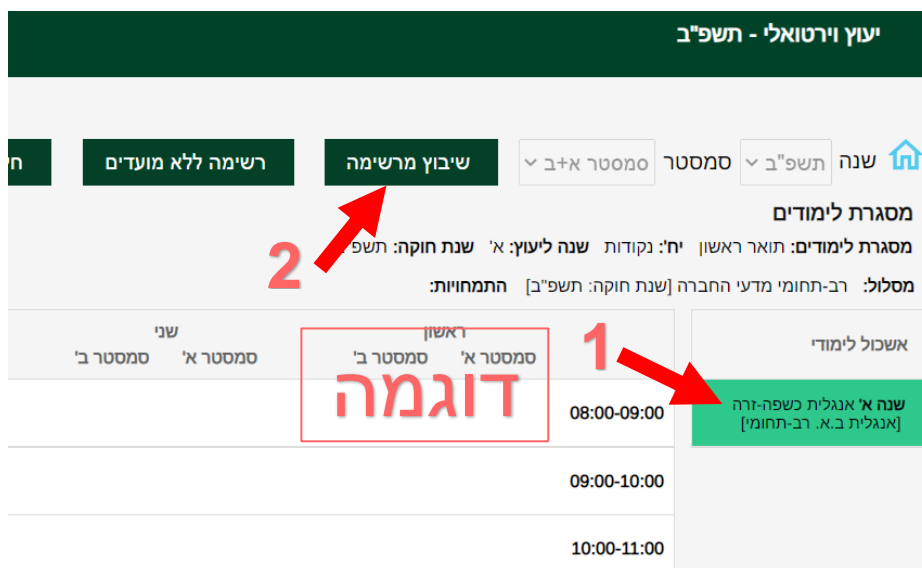 יעוץ וירטואלי - תשפ"ב
שנה תשפ"ב סמסטר סמסטר א+ב שיבוץ מרשימה רשימה ללא מועדים
מסגרת לימודים
מסגרת לימודים: תואר ראשון יח': נקודות שנה ליעוץ: א' שנת חוקה: תשפ"
2
מסלול: רב-תחומי מדעי החברה [שנת חוקה: תשפ"ב] התמחויות:
אשכול לימודי
ראשון שני
סמסטר א' סמסטר ב' סמסטר א' סמסטר ב'
1
דוגמה
שנה א' אנגלית כשפה-זרה
[אנגלית ב.א. רב-תחומי]
08:00-09:00
09:00-10:00
10:00-11:00